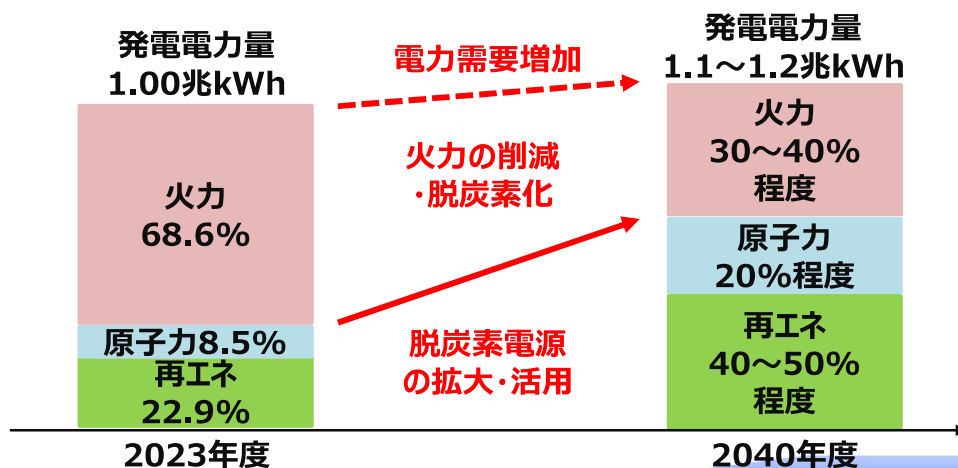 発電電力量
1.00兆kWh
火力
68.6%
原子力8.5%
再エネ
22.9%
2023年度
電力需要増加
火力の削減
・脱炭素化
脱炭素電源
の拡大・活用
発電電力量
1.1～1.2兆kWh
火力
30～40%
程度
原子力
20%程度
再エネ
40～50%
程度
2040年度